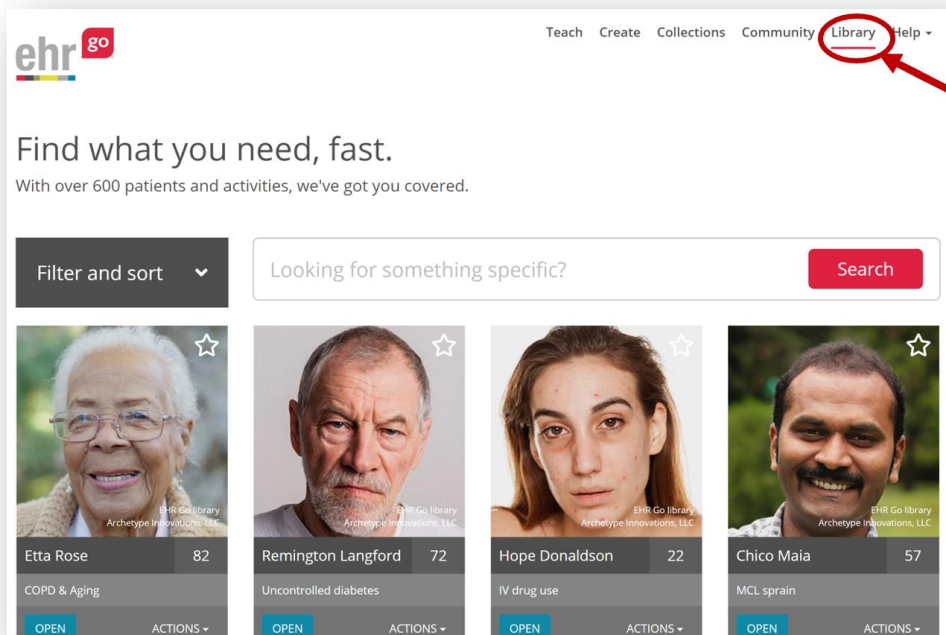 ehr go
Teach Create Collections Community Library Help
Find what you need, fast.
With over 600 patients and activities, we've got you covered.
Filter and sort
Looking for something specific?
Search
EHR Go library
Archetype Innovations, LLC
EHR Go library
Archetype Innovations, LLC
EHR Go library
Archetype Innovations, LLC
EHR Go library
Archetype Innovations, LLC
Etta Rose 82
Remington Langford 72
Hope Donaldson 22
Chico Maia 57
COPD & Aging
Uncontrolled diabetes
IV drug use
MCL sprain
OPEN ACTIONS
OPEN ACTIONS
OPEN ACTIONS
OPEN ACTIONS